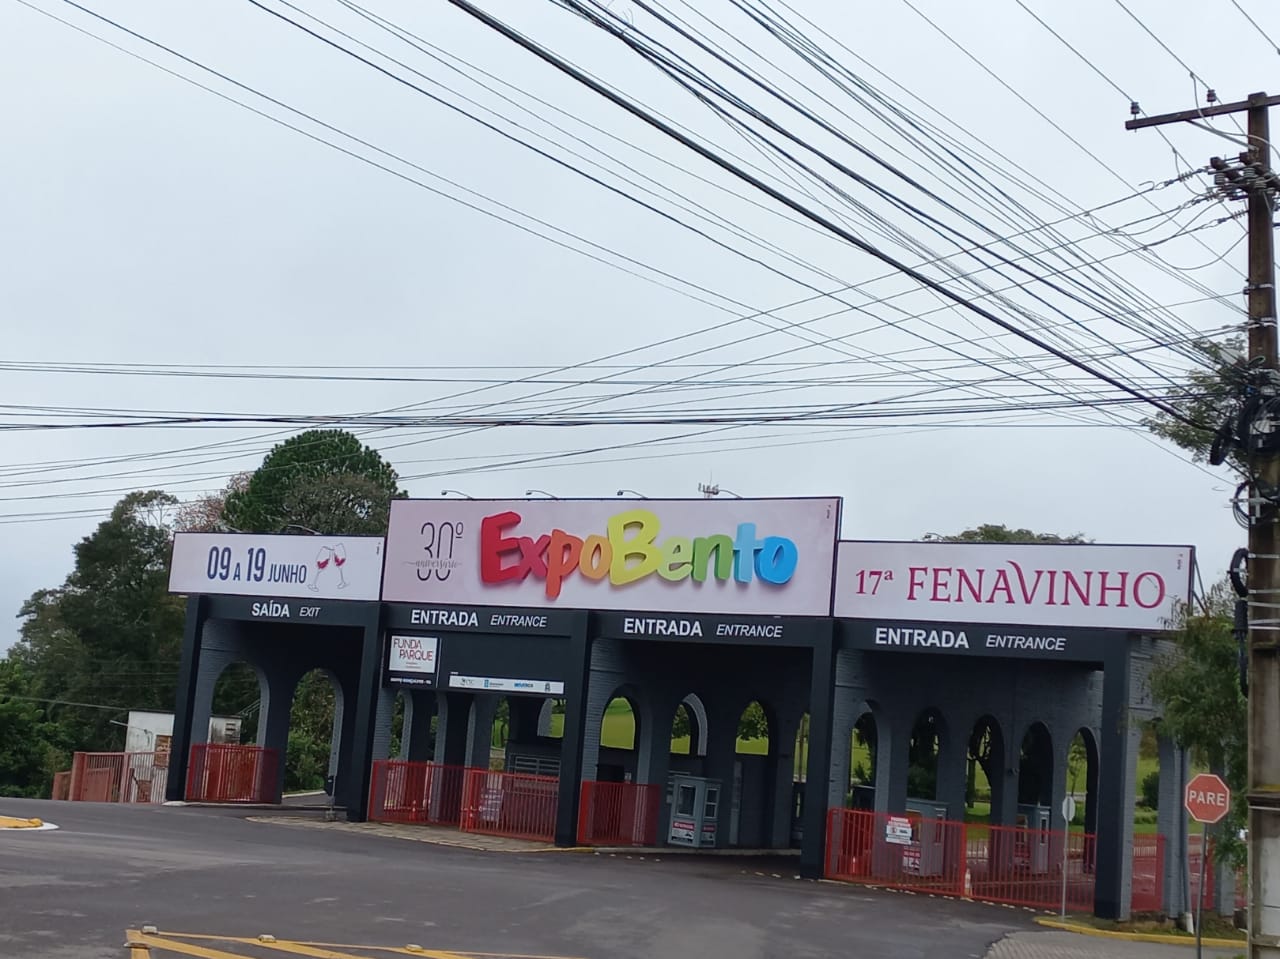 09 A 19 JUNHO
30º
aniversário
ExpoBento
17ª FENAVINHO
SAÍDA EXIT
ENTRADA ENTRANCE
ENTRADA ENTRANCE
ENTRADA ENTRANCE
FUNDA
PARQUE
PARE